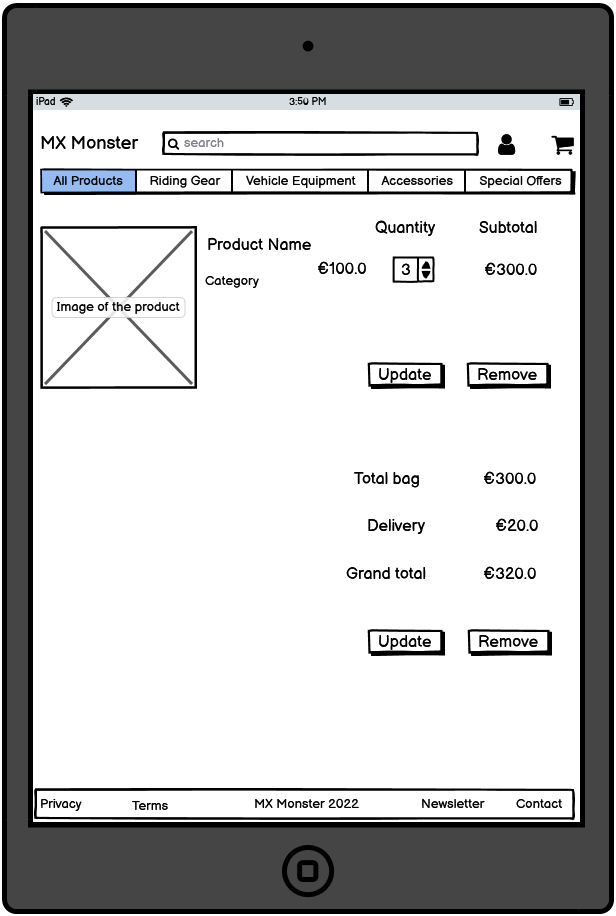 iPad 3:50 PM
MX Monster search
All Products Riding Gear Vehicle Equipment Accessories Special Offers
Quantity Subtotal
Product Name
€100.0 3 €300.0
Category
Image of the product
Update Remove
Total bag €300.0
Delivery €20.0
Grand total €320.0
Update Remove
Privacy Terms MX Monster 2022 Newsletter Contact